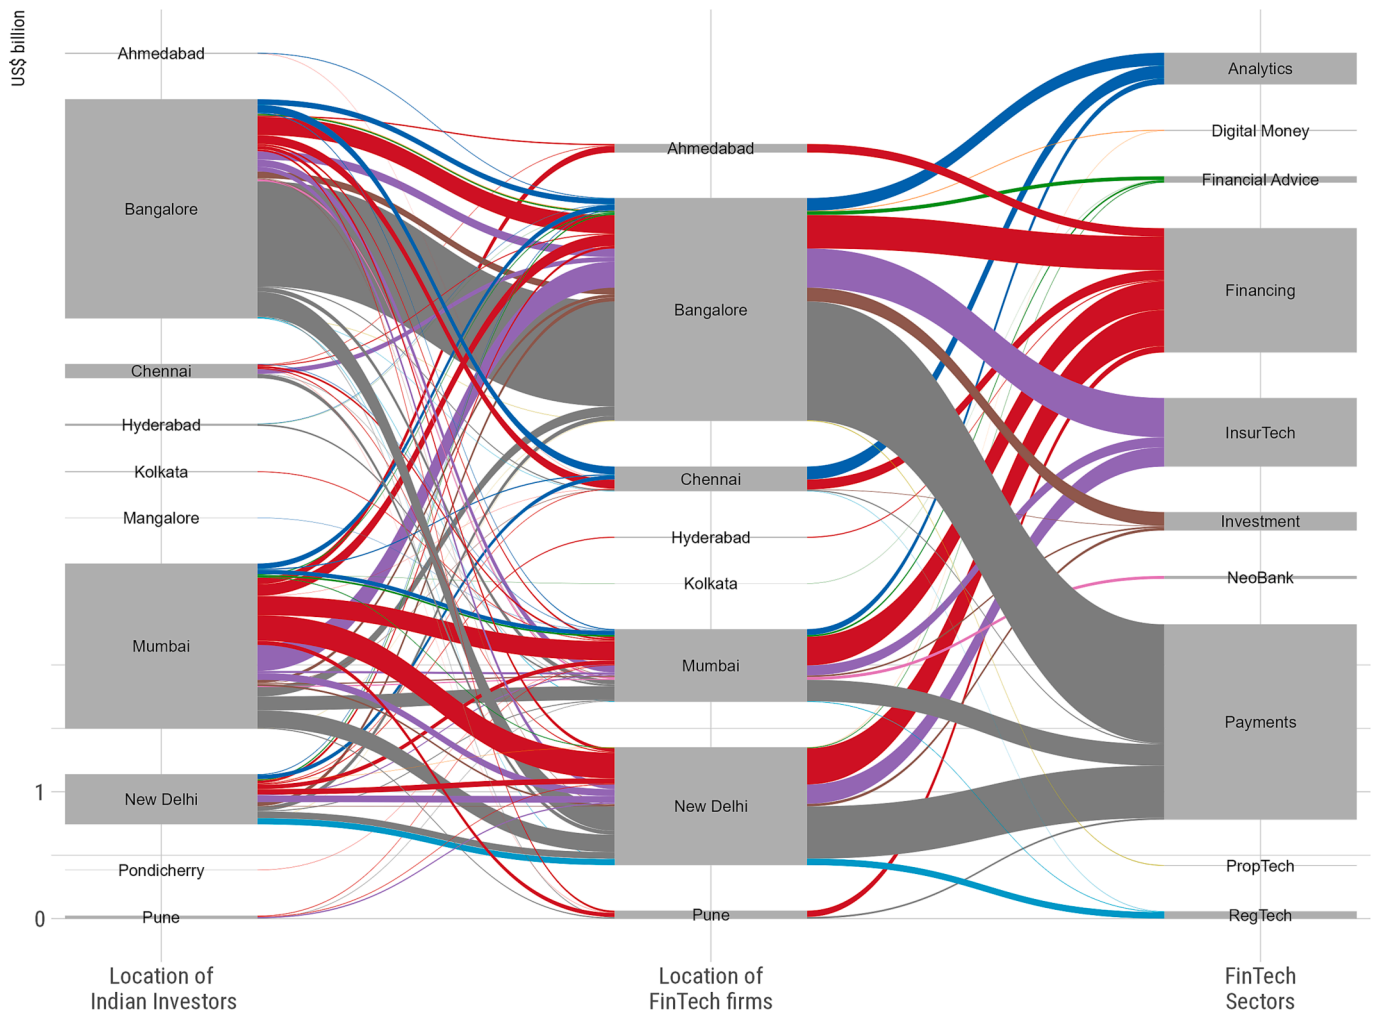 US$ billion
Ahmedabad
Bangalore
Chennai
Hyderabad
Kolkata
Mangalore
Mumbai
New Delhi
Pondicherry
Pune
1
0
Ahmedabad
Bangalore
Chennai
Hyderabad
Kolkata
Mumbai
New Delhi
Pune
Analytics
Digital Money
Financial Advice
Financing
InsurTech
Investment
NeoBank
Payments
PropTech
RegTech
Location of
Indian Investors
Location of
FinTech firms
FinTech
Sectors